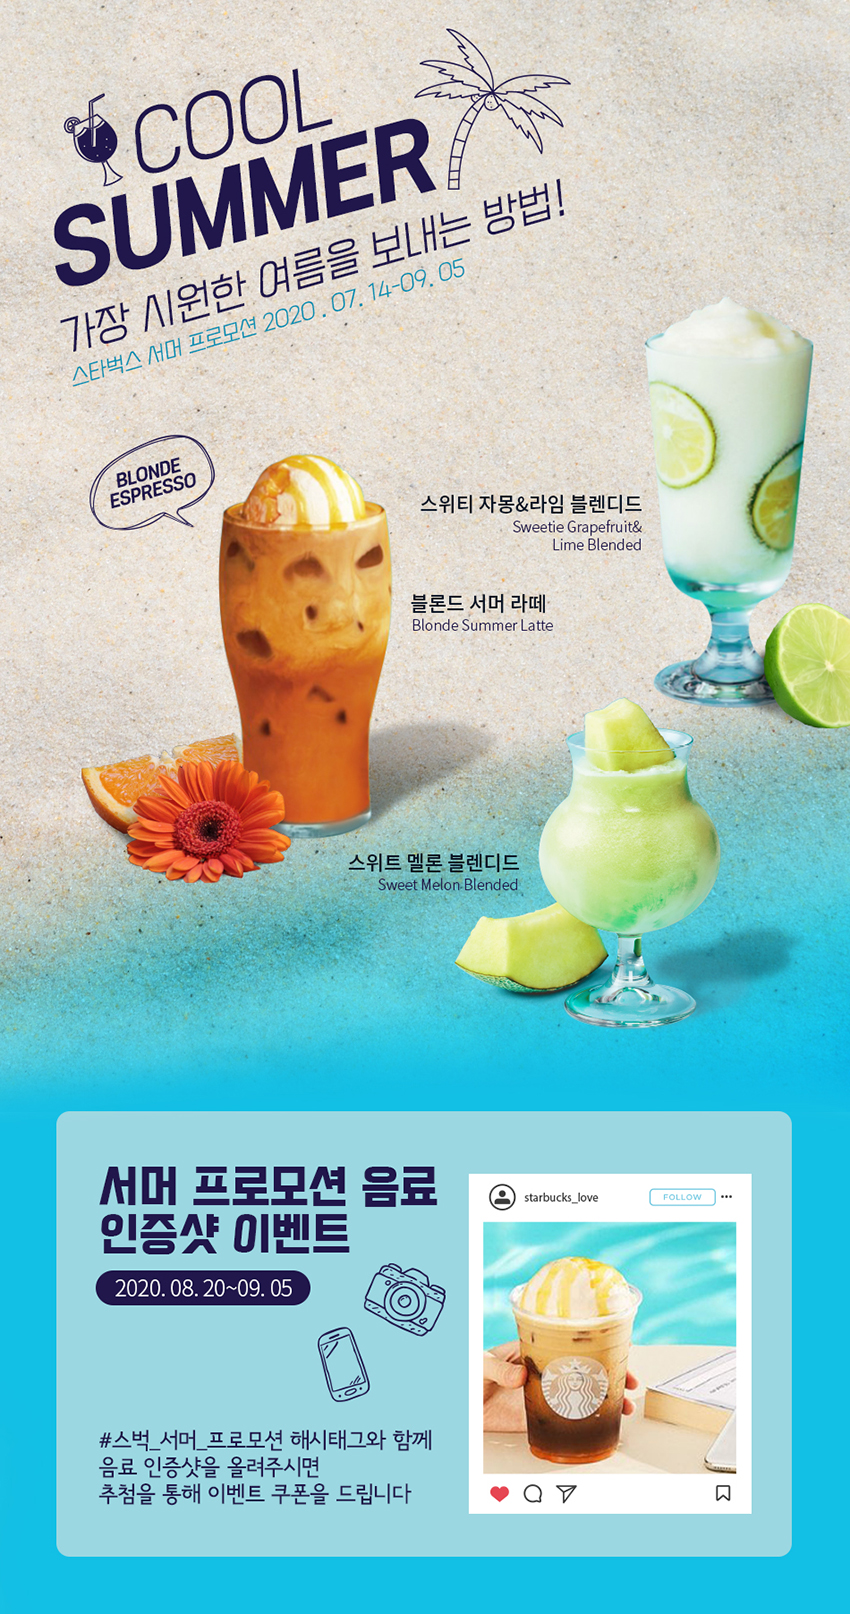 COOL
SUMMER
가장 시원한 여름을 보내는 방법!
스타벅스 서머 프로모션 2020 . 07. 14-09. 05
BLONDE
ESPRESSO
스위티 자몽&라임 블렌디드
Sweetie Grapefruit&
Lime Blended
블론드 서머 라떼
Blonde Summer Latte
스위트 멜론 블렌디드
Sweet Melon Blended
서머 프로모션 음료
인증샷 이벤트
2020. 08. 20~09. 05
#스벅_서머_프로모션 해시태그와 함께
음료 인증샷을 올려주시면
추첨을 통해 이벤트 쿠폰을 드립니다
starbucks_love
FOLLOW